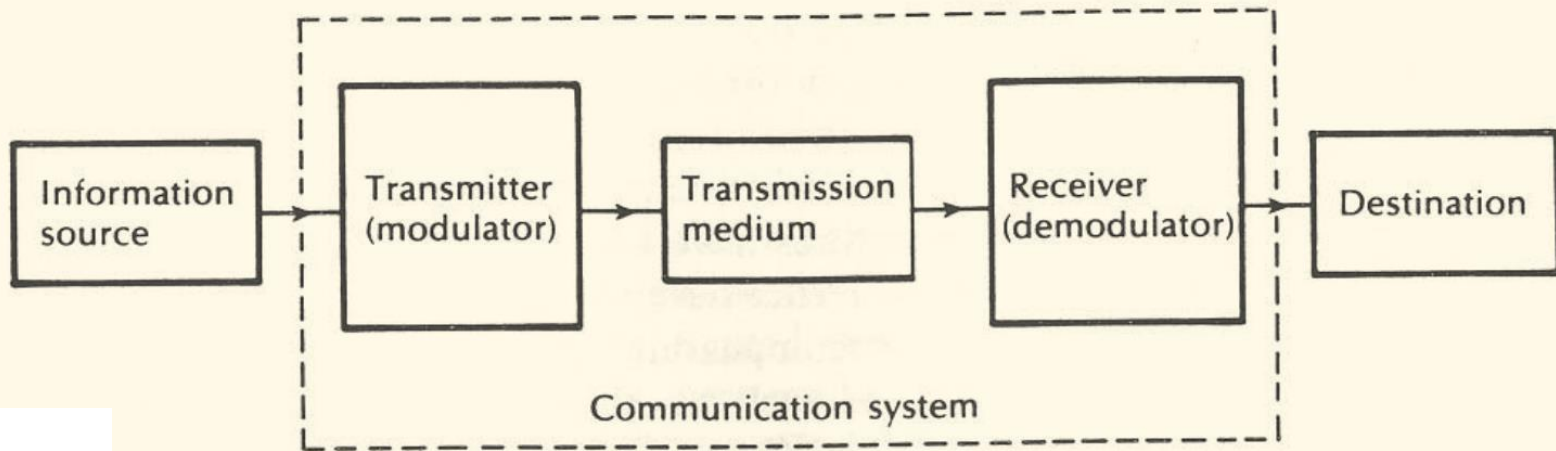 Information
source
Transmitter
(modulator)
Transmission
medium
Receiver
(demodulator)
Destination
Communication system